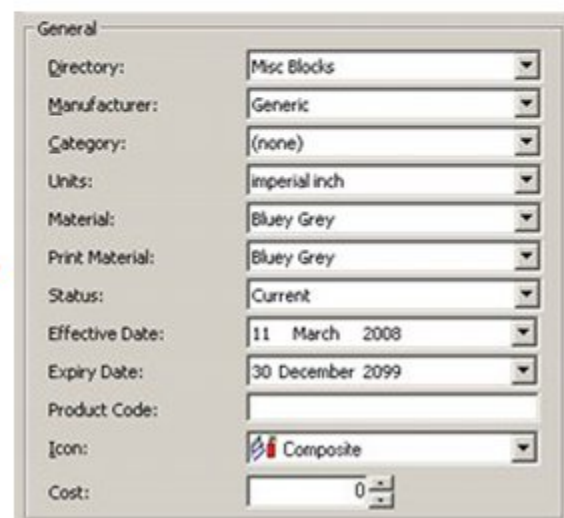 General
Directory: Misc Blocks
Manufacturer: Generic
Category: (none)
Units: imperial inch
Material: Bluey Grey
Print Material: Bluey Grey
Status: Current
Effective Date: 11 March 2008
Expiry Date: 30 December 2099
Product Code:
Icon: Composite
Cost: 0